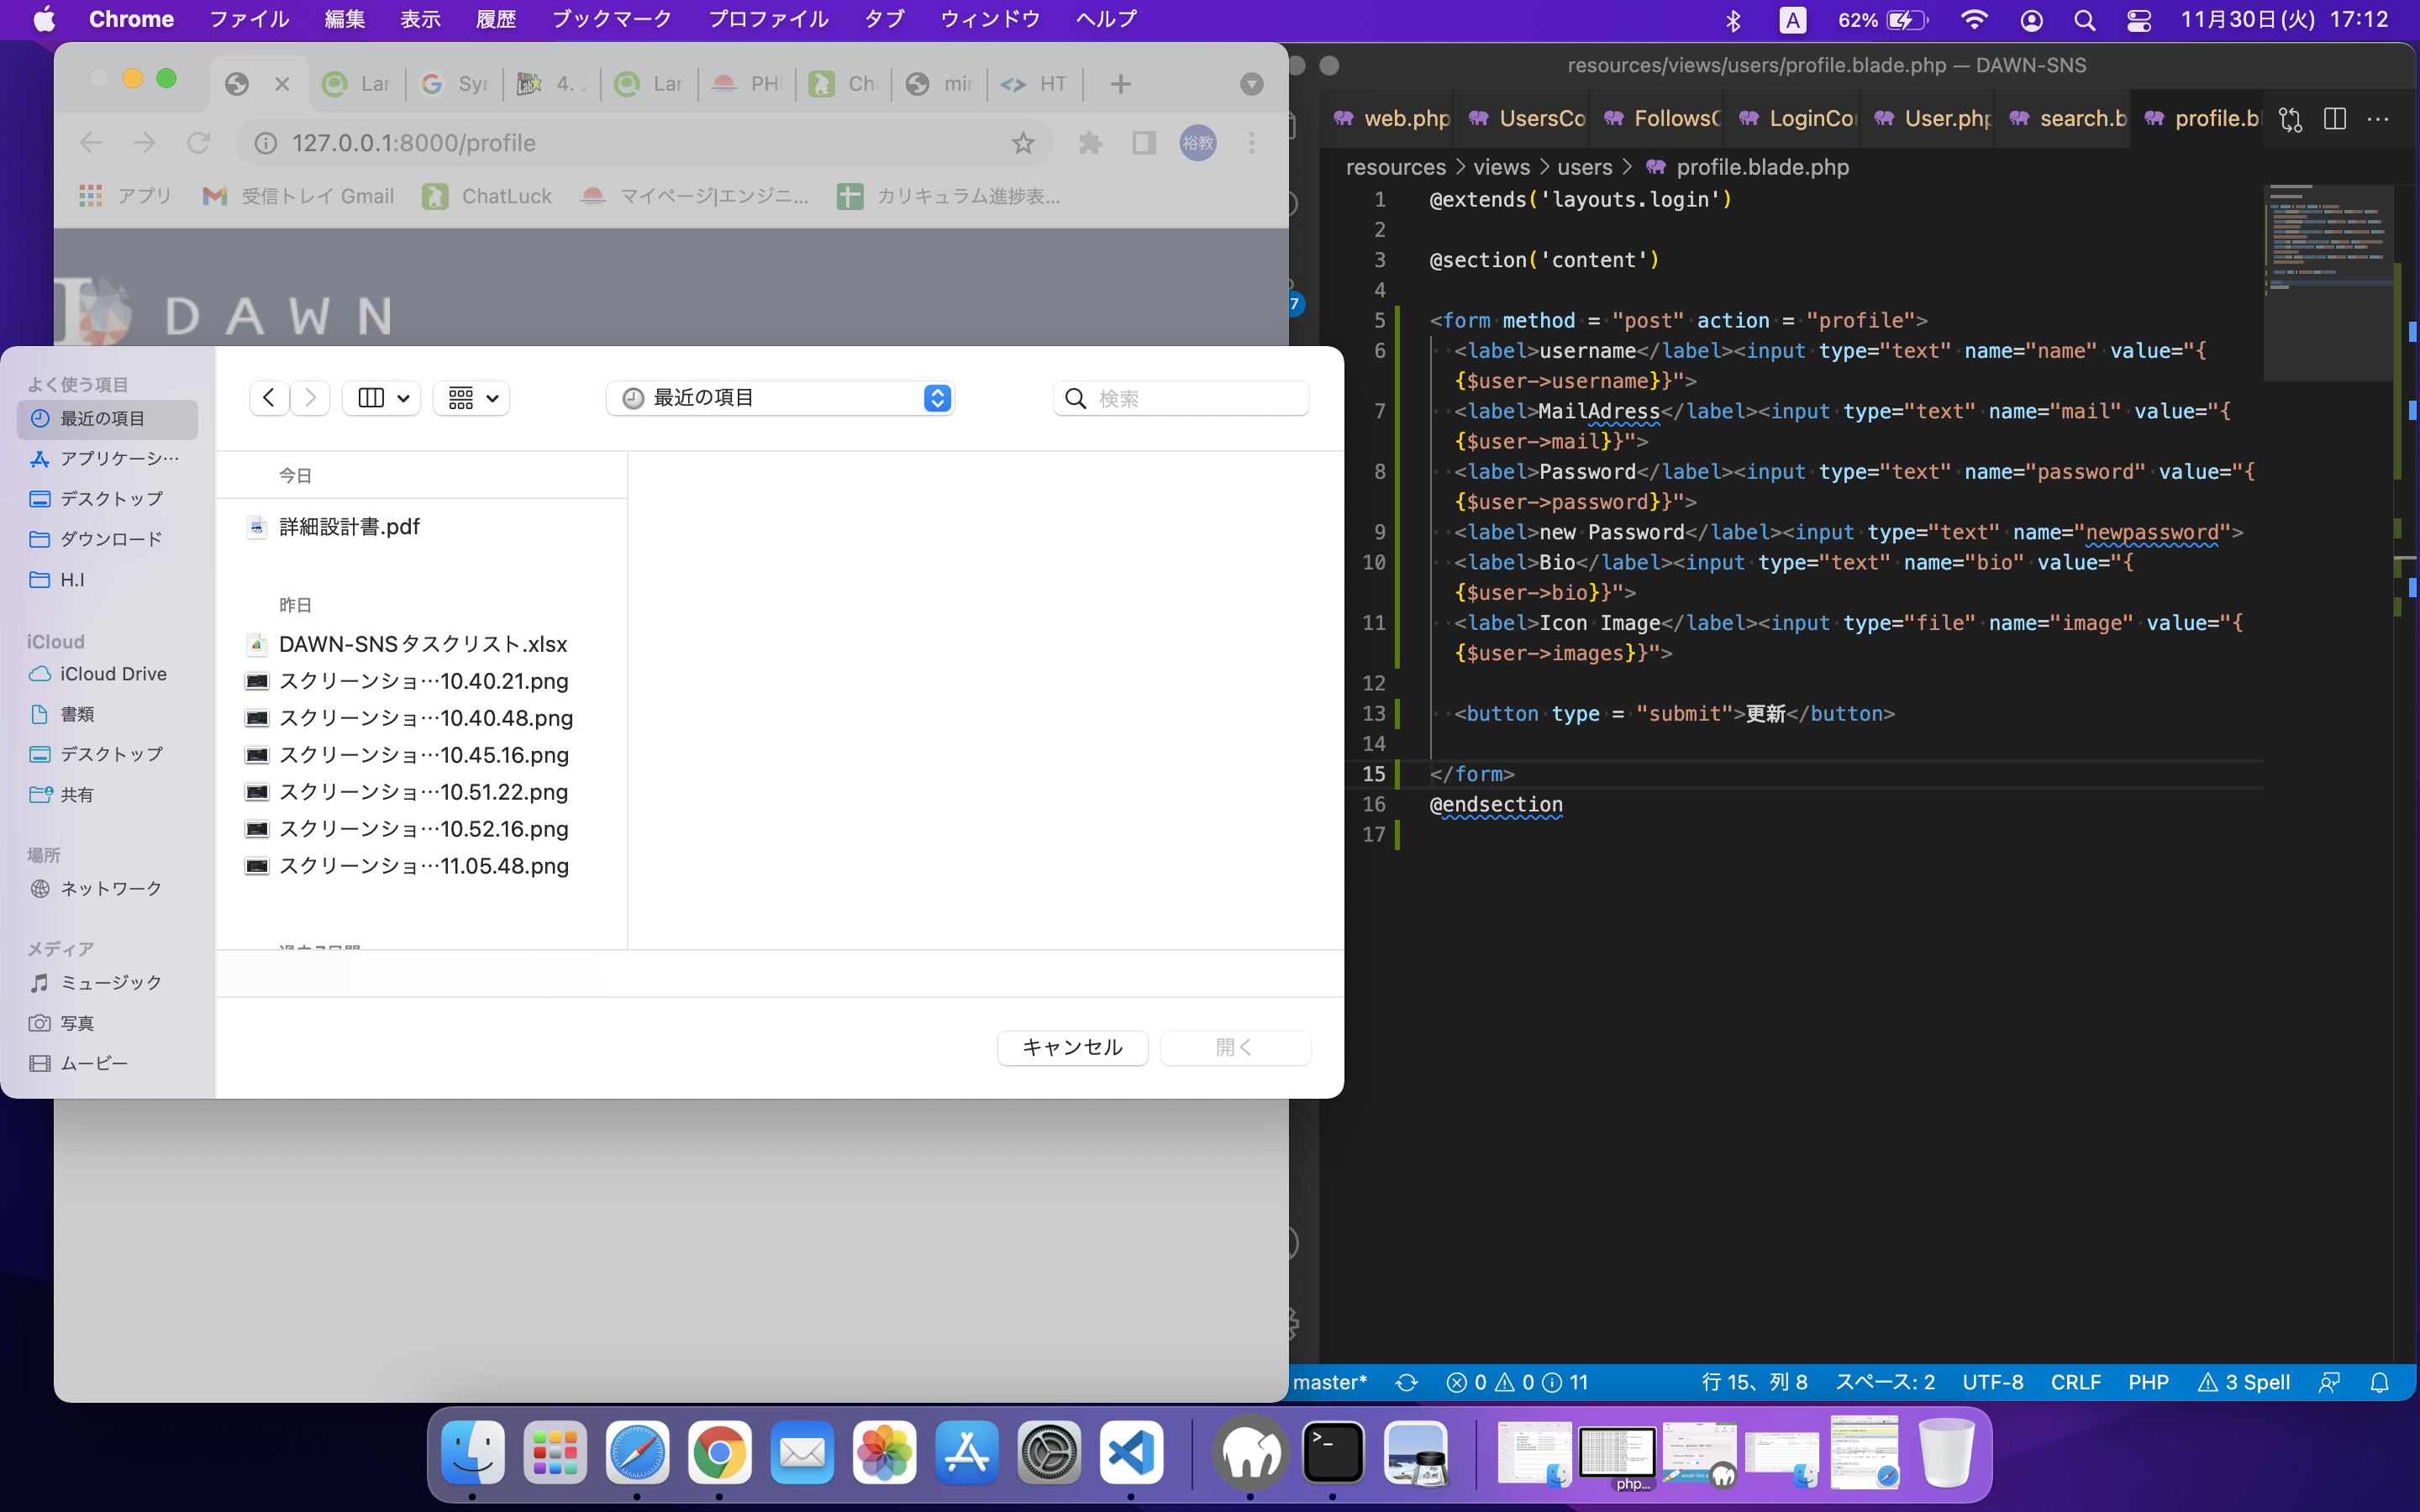 Chrome ファイル 編集 表示 履歴 ブックマーク プロファイル タブ ウィンドウ ヘルプ
A 62% 11月30日(火) 17:12
Lar Syr 4. Lar PHI Ch mir HT
127.0.0.1:8000/profile
裕教
アプリ 受信トレイ Gmail ChatLuck マイページ|エンジニ... カリキュラム進捗表...
DAWN
よく使う項目
最近の項目
アプリケーシ…
デスクトップ
ダウンロード
H.I
iCloud
iCloud Drive
書類
デスクトップ
共有
場所
ネットワーク
メディア
ミュージック
写真
ムービー
最近の項目
検索
今日
詳細設計書.pdf
昨日
DAWN-SNSタスクリスト.xlsx
スクリーンショ…10.40.21.png
スクリーンショ…10.40.48.png
スクリーンショ…10.45.16.png
スクリーンショ…10.51.22.png
スクリーンショ…10.52.16.png
スクリーンショ…11.05.48.png
キャンセル 開く
resources/views/users/profile.blade.php — DAWN-SNS
web.php UsersCo FollowsC LoginCo User.php search.b profile.bl
resources > views > users > profile.blade.php
7
1 @extends('layouts.login')
2
3 @section('content')
4
5 <form method = "post" action = "profile">
6 <label>username</label><input type="text" name="name" value="{
{$user->username}}">
7 <label>MailAdress</label><input type="text" name="mail" value="{
{$user->mail}}">
8 <label>Password</label><input type="text" name="password" value="{
{$user->password}}">
9 <label>new Password</label><input type="text" name="newpassword">
10 <label>Bio</label><input type="text" name="bio" value="{
{$user->bio}}">
11 <label>Icon Image</label><input type="file" name="image" value="{
{$user->images}}">
12
13 <button type = "submit">更新</button>
14
15 </form>
16 @endsection
17
master* 0 0 11 行 15、列 8 スペース: 2 UTF-8 CRLF PHP 3 Spell
php...